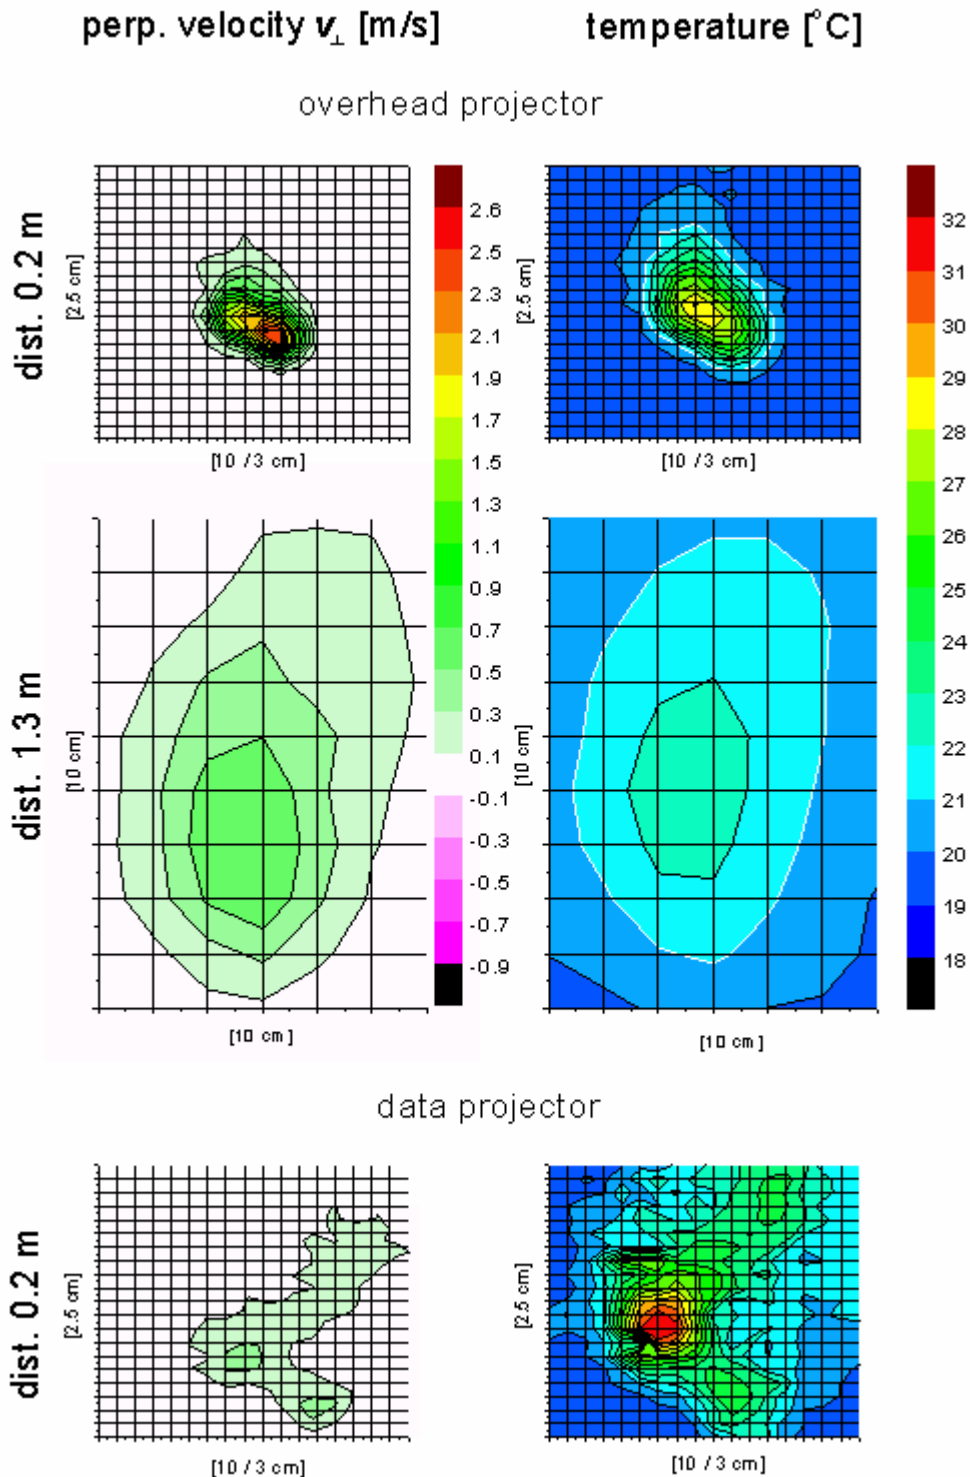 perp. velocity v⊥ [m/s]
temperature [°C]
overhead projector
dist. 0.2 m
[2.5 cm]
[10 / 3 cm]
2.6
2.5
2.3
2.1
1.9
1.7
1.5
1.3
1.1
0.9
0.7
0.5
0.3
0.1
-0.1
-0.3
-0.5
-0.7
-0.9
[2.5 cm]
[10 / 3 cm]
32
31
30
29
28
27
26
25
24
23
22
21
20
19
18
dist. 1.3 m
[10 cm]
[10 cm]
[10 cm]
[10 cm]
data projector
dist. 0.2 m
[2.5 cm]
[10 / 3 cm]
[2.5 cm]
[10 / 3 cm]